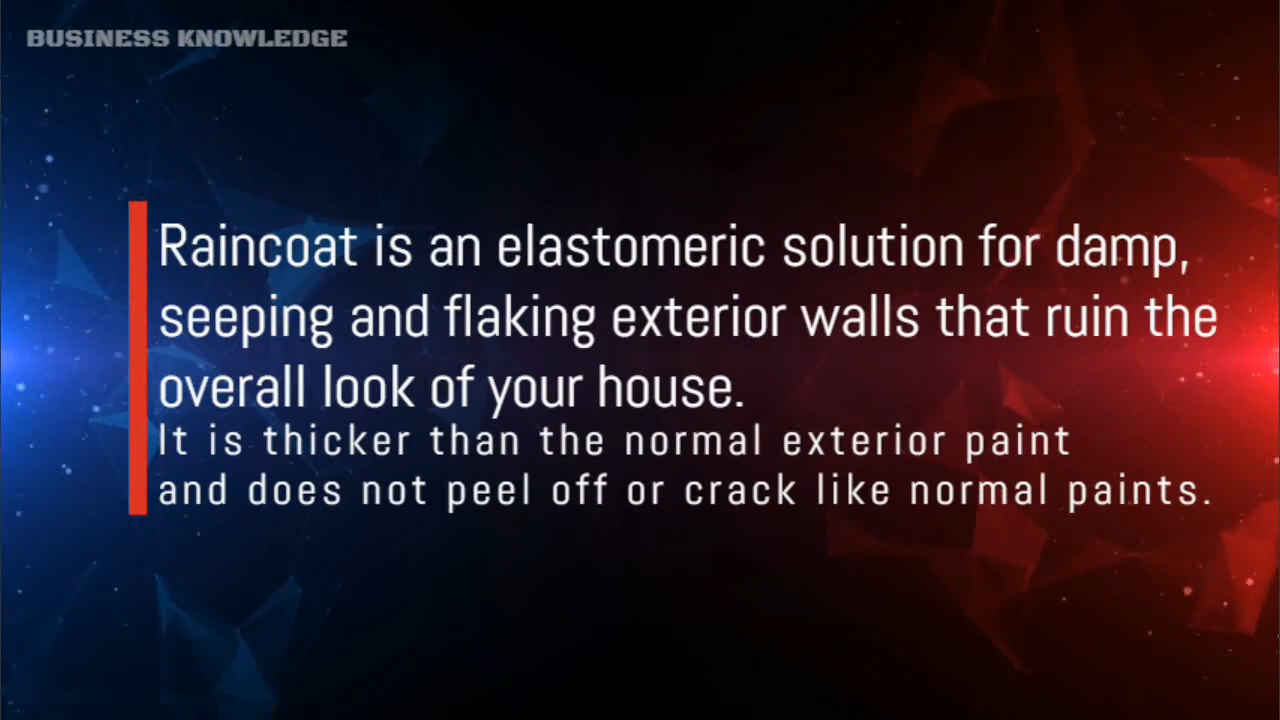 BUSINESS KNOWLEDGE
Raincoat is an elastomeric solution for damp,
seeping and flaking exterior walls that ruin the
overall look of your house.
It is thicker than the normal exterior paint
and does not peel off or crack like normal paints.